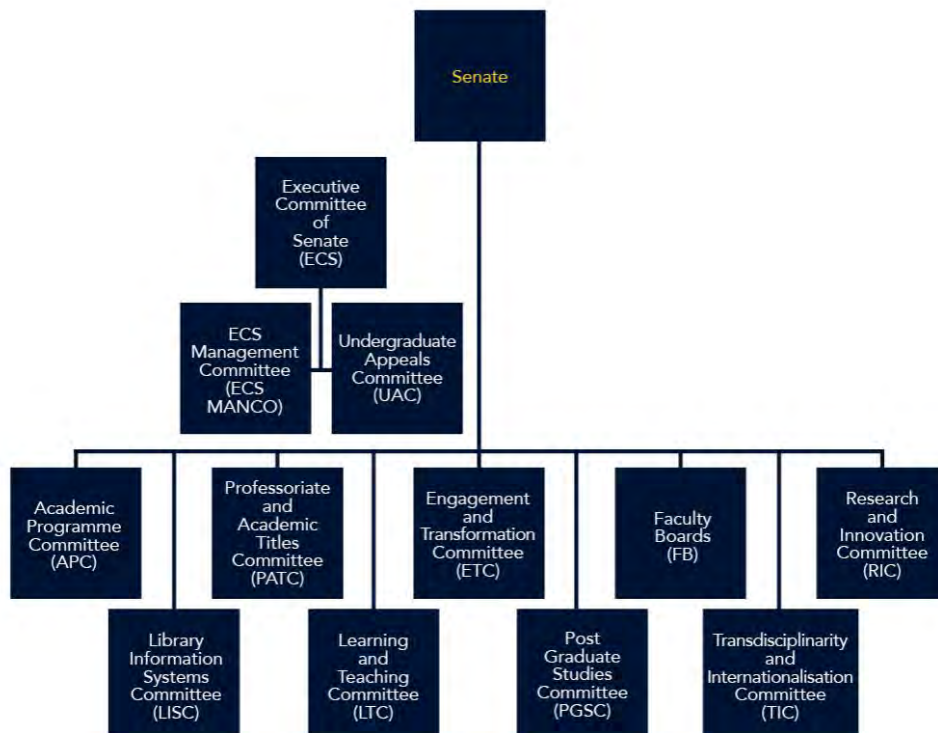 Senate
Executive
Committee
of
Senate
(ECS)
ECS
Management
Committee
(ECS
MANCO)
Undergraduate
Appeals
Committee
(UAC)
Academic
Programme
Committee
(APC)
Professoriate
and
Academic
Titles
Committee
(PATC)
Engagement
and
Transformation
Committee
(ETC)
Faculty
Boards
(FB)
Research
and
Innovation
Committee
(RIC)
Library
Information
Systems
Committee
(LISC)
Learning
and
Teaching
Committee
(LTC)
Post
Graduate
Studies
Committee
(PGSC)
Transdisciplinarity
and
Internationalisation
Committee
(TIC)